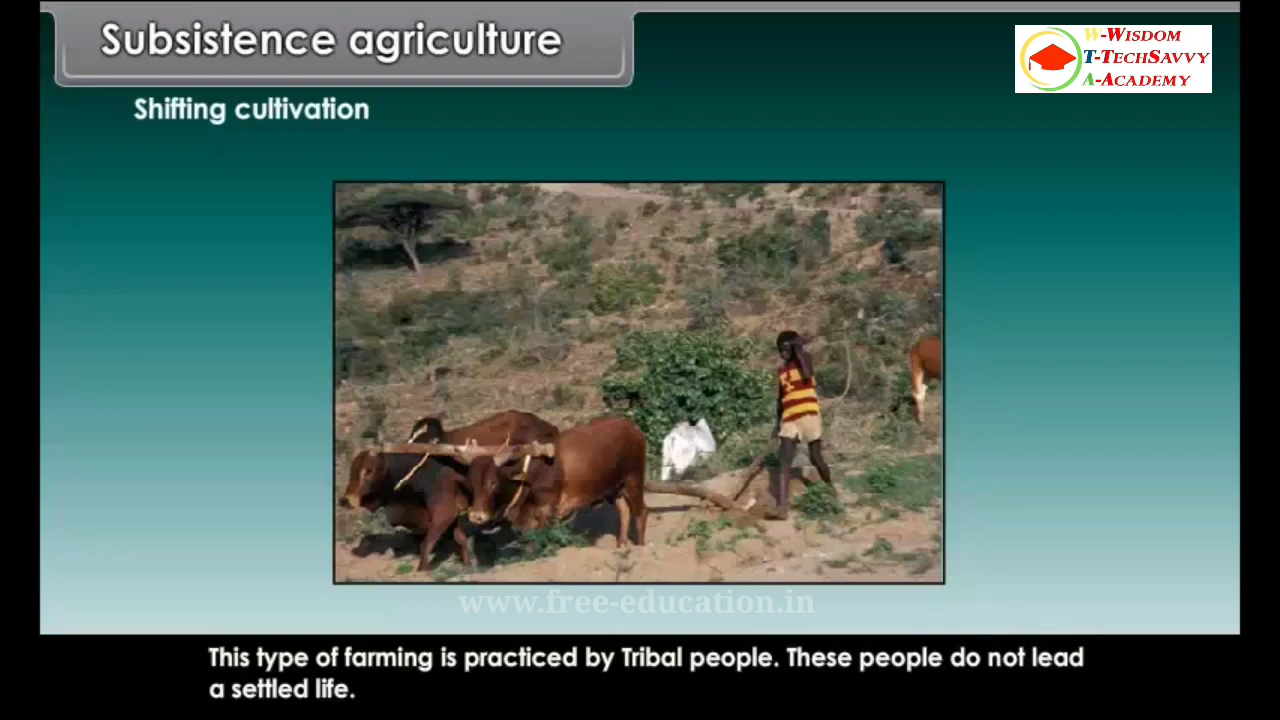 Subsistence agriculture
W-WISDOM
T-TECHSAVVY
A-ACADEMY
Shifting cultivation
www.free-education.in
This type of farming is practiced by Tribal people. These people do not lead
a settled life.